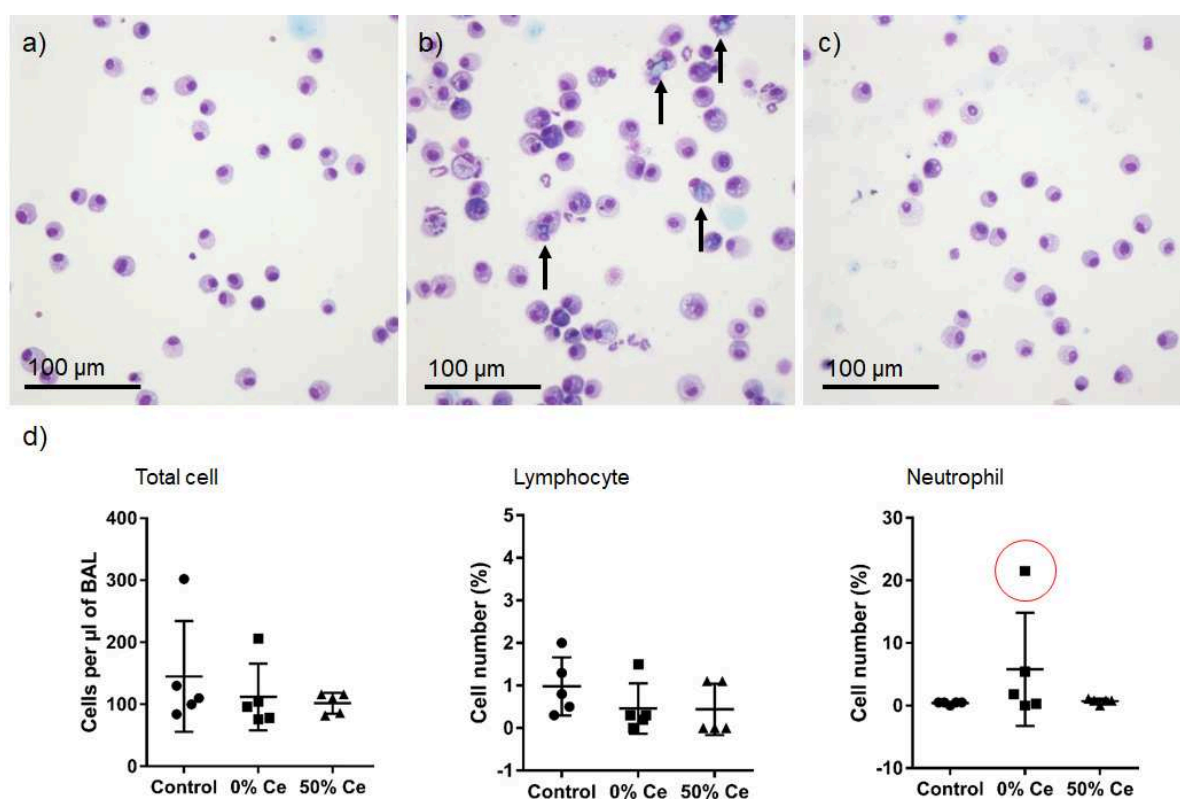 a)
b)
c)
100 µm
100 µm
100 µm
d)
Total cell
Lymphocyte
Neutrophil
Cells per µl of BAL
400
300
200
100
0
Control 0% Ce 50% Ce
Cell number (%)
5
4
3
2
1
0
-1
Control 0% Ce 50% Ce
Cell number (%)
30
20
10
0
-10
Control 0% Ce 50% Ce